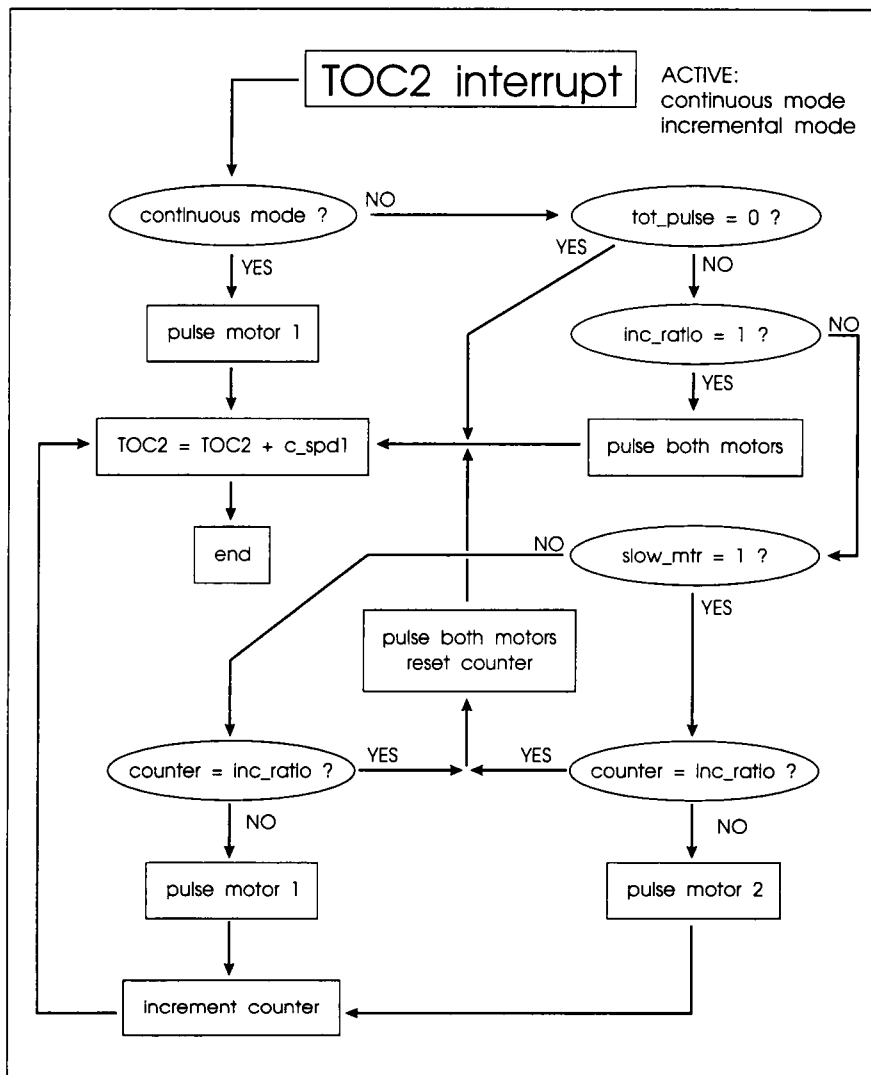 TOC2 interrupt
ACTIVE:
continuous mode
incremental mode
continuous mode ?
NO
tot_pulse = 0 ?
YES
YES
NO
pulse motor 1
inc_ratio = 1 ?
NO
YES
TOC2 = TOC2 + c_spd1
pulse both motors
end
NO
slow_mtr = 1 ?
YES
pulse both motors
reset counter
counter = inc_ratio ?
YES
YES
counter = inc_ratio ?
NO
NO
pulse motor 1
pulse motor 2
increment counter